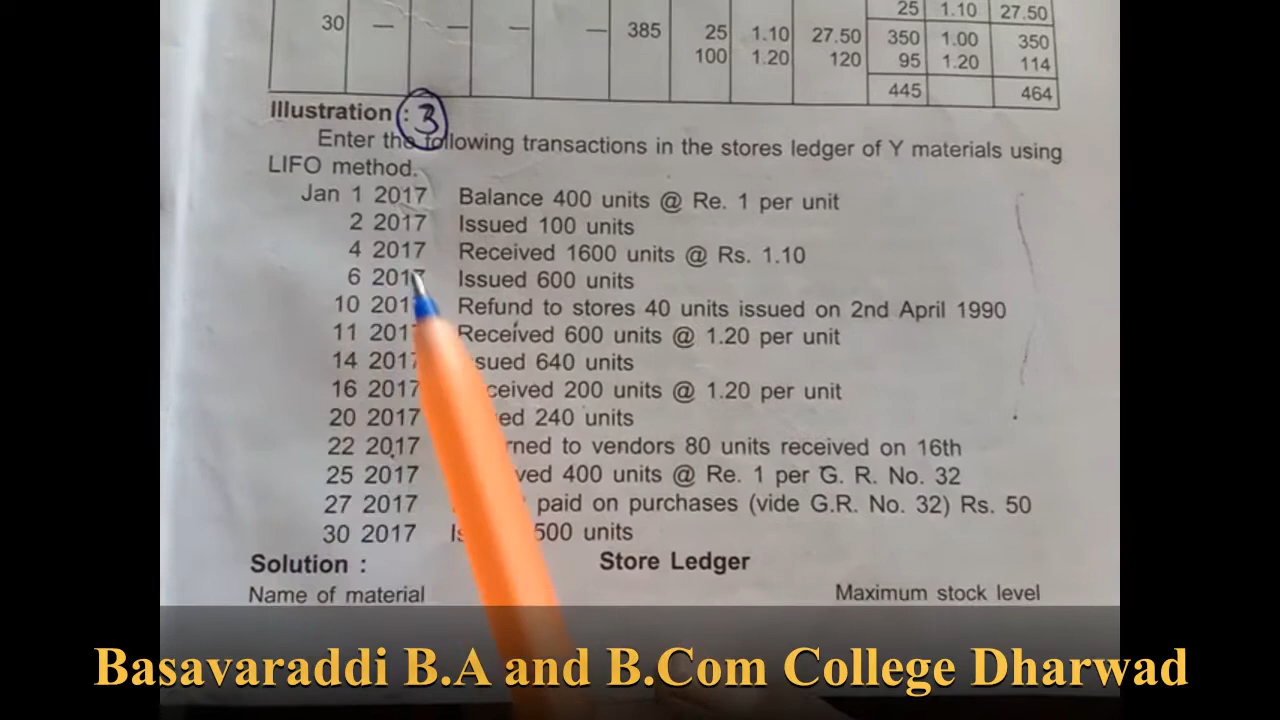 25 1.10 27.50
30 — — — — 385 25 1.10 27.50 350 1.00 350
100 1.20 120 95 1.20 114
445 464
Illustration : 3
Enter the following transactions in the stores ledger of Y materials using
LIFO method.
Jan 1 2017 Balance 400 units @ Re. 1 per unit
2 2017 Issued 100 units
4 2017 Received 1600 units @ Rs. 1.10
6 2017 Issued 600 units
10 2017 Refund to stores 40 units issued on 2nd April 1990
11 2017 Received 600 units @ 1.20 per unit
14 2017 sued 640 units
16 2017 ceived 200 units @ 1.20 per unit
20 2017 ed 240 units
22 2017 rned to vendors 80 units received on 16th
25 2017 ved 400 units @ Re. 1 per G. R. No. 32
27 2017 paid on purchases (vide G.R. No. 32) Rs. 50
30 2017 Is 500 units
Solution : Store Ledger
Name of material Maximum stock level
Basavaraddi B.A and B.Com College Dharwad